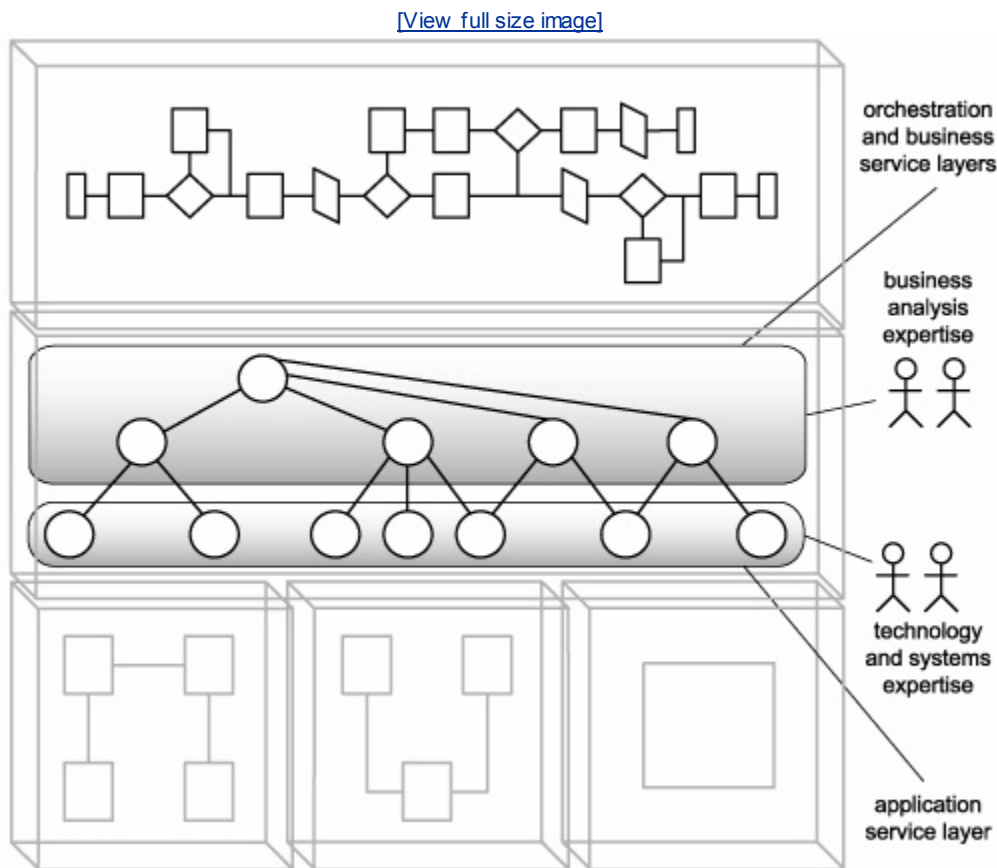 [View full size image]
orchestration
and business
service layers
business
analysis
expertise
technology
and systems
expertise
application
service layer